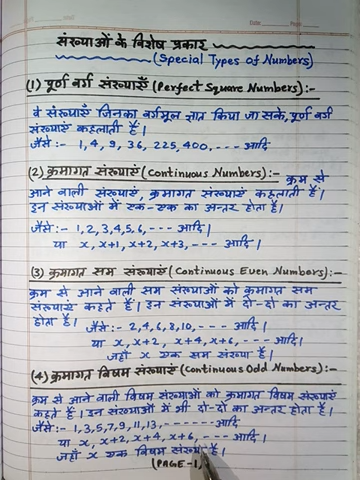 संख्याओं के विशेष प्रकार
(Special Types of Numbers)
Date
Page
(1) पूर्ण वर्ग संख्याएँ (Perfect Square Numbers) :-
वे संख्याएँ जिनका वर्गमूल ज्ञात किया जा सके, पूर्ण वर्ग
संख्याएं कहलाती हैं।
जैसे :- 1, 4, 9, 36, 225, 400, --- आदि
(2) क्रमागत संख्याएं (Continuous Numbers) :- क्रम से
आने वाली संख्याएं, क्रमागत संख्याएं कहलाती हैं।
इन संख्याओं में एक-एक का अन्तर होता है।
जैसे :- 1, 2, 3, 4, 5, 6, --- आदि।
या x, x+1, x+2, x+3, --- आदि।
(3) क्रमागत सम संख्याएं (Continuous Even Numbers) :-
क्रम से आने वाली सम संख्याओं को क्रमागत सम
संख्याएं कहते हैं। इन संख्याओं में दो-दो का अन्तर
होता है। जैसे :- 2, 4, 6, 8, 10, --- आदि।
या x, x+2, x+4, x+6, --- आदि।
जहाँ x एक सम संख्या है।
(4) क्रमागत विषम संख्याएं (Continuous Odd Numbers) :-
क्रम से आने वाली विषम संख्याओं को क्रमागत विषम संख्याएं
कहते हैं। इन संख्याओं में भी दो-दो का अन्तर होता है।
जैसे :- 1, 3, 5, 7, 9, 11, 13, ------- आदि
या x, x+2, x+4, x+6, --- आदि।
जहाँ x एक विषम संख्या है।
(PAGE-1)